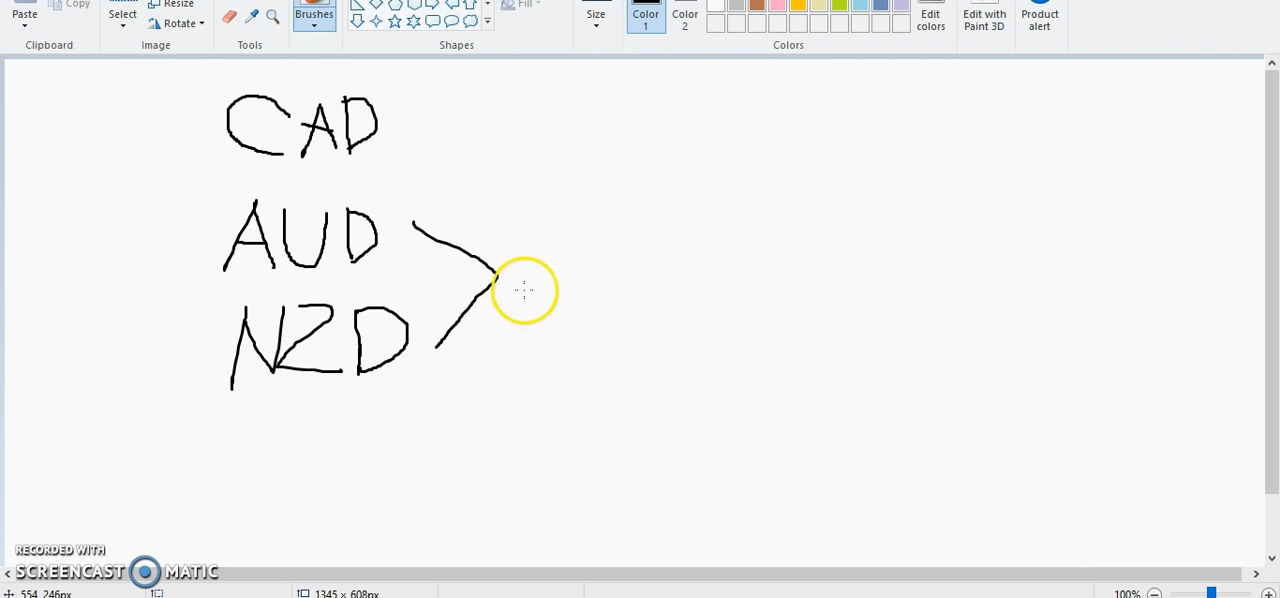 Paste
Copy
Select
Resize
Rotate
Brushes
Fill
Size
Color 1
Color 2
Edit colors
Edit with Paint 3D
Product alert
Clipboard
Image
Tools
Shapes
Colors
CAD
AUD
NZD
RECORDED WITH
SCREENCAST MATIC
554, 246px
1345 × 608px
100%